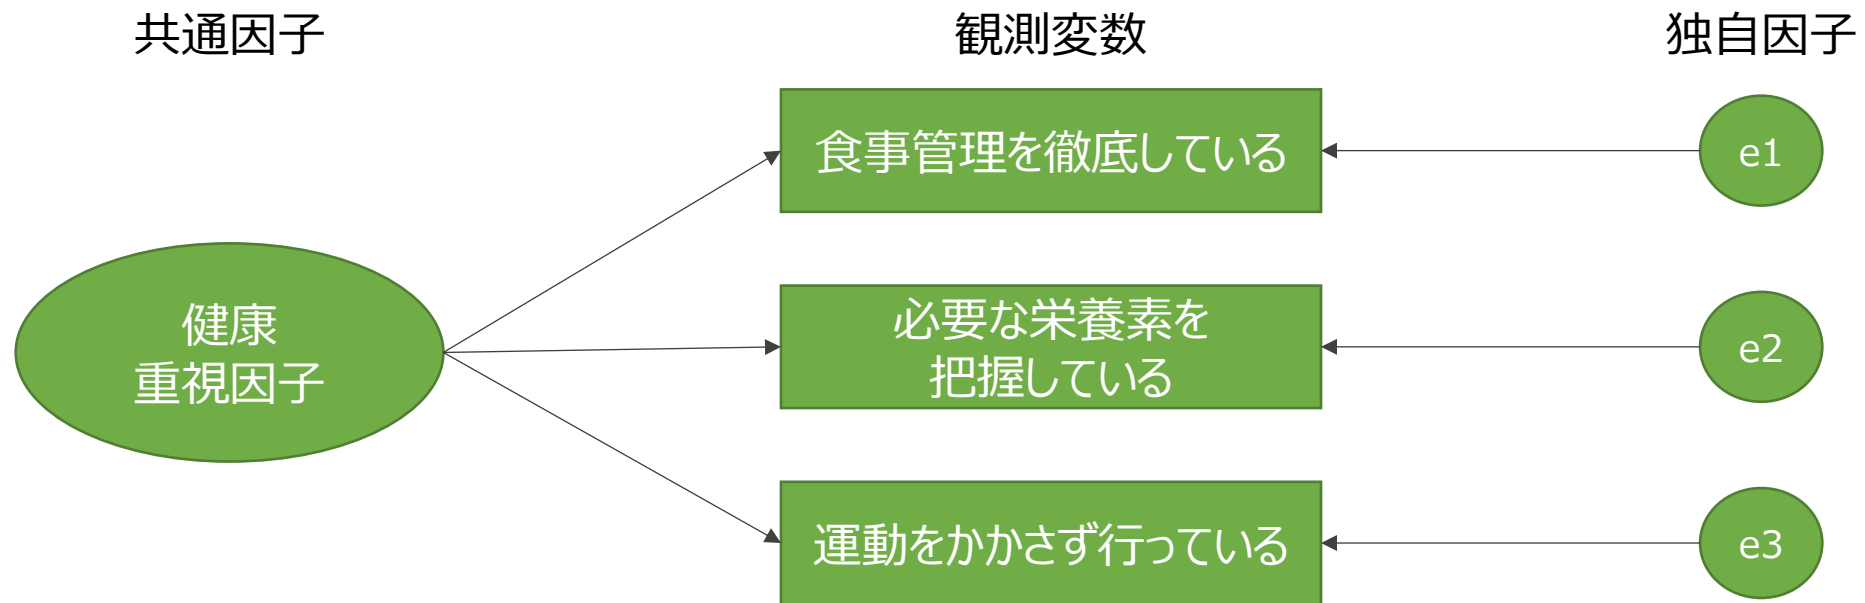 共通因子
観測変数
独自因子
食事管理を徹底している
e1
健康
重視因子
必要な栄養素を
把握している
e2
運動をかかさず行っている
e3